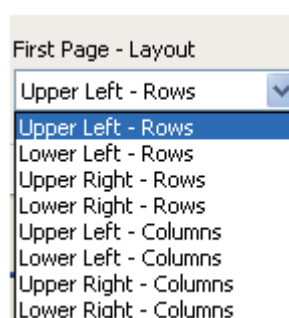 First Page - Layout
Upper Left - Rows
Upper Left - Rows
Lower Left - Rows
Upper Right - Rows
Lower Right - Rows
Upper Left - Columns
Lower Left - Columns
Upper Right - Columns
Lower Right - Columns